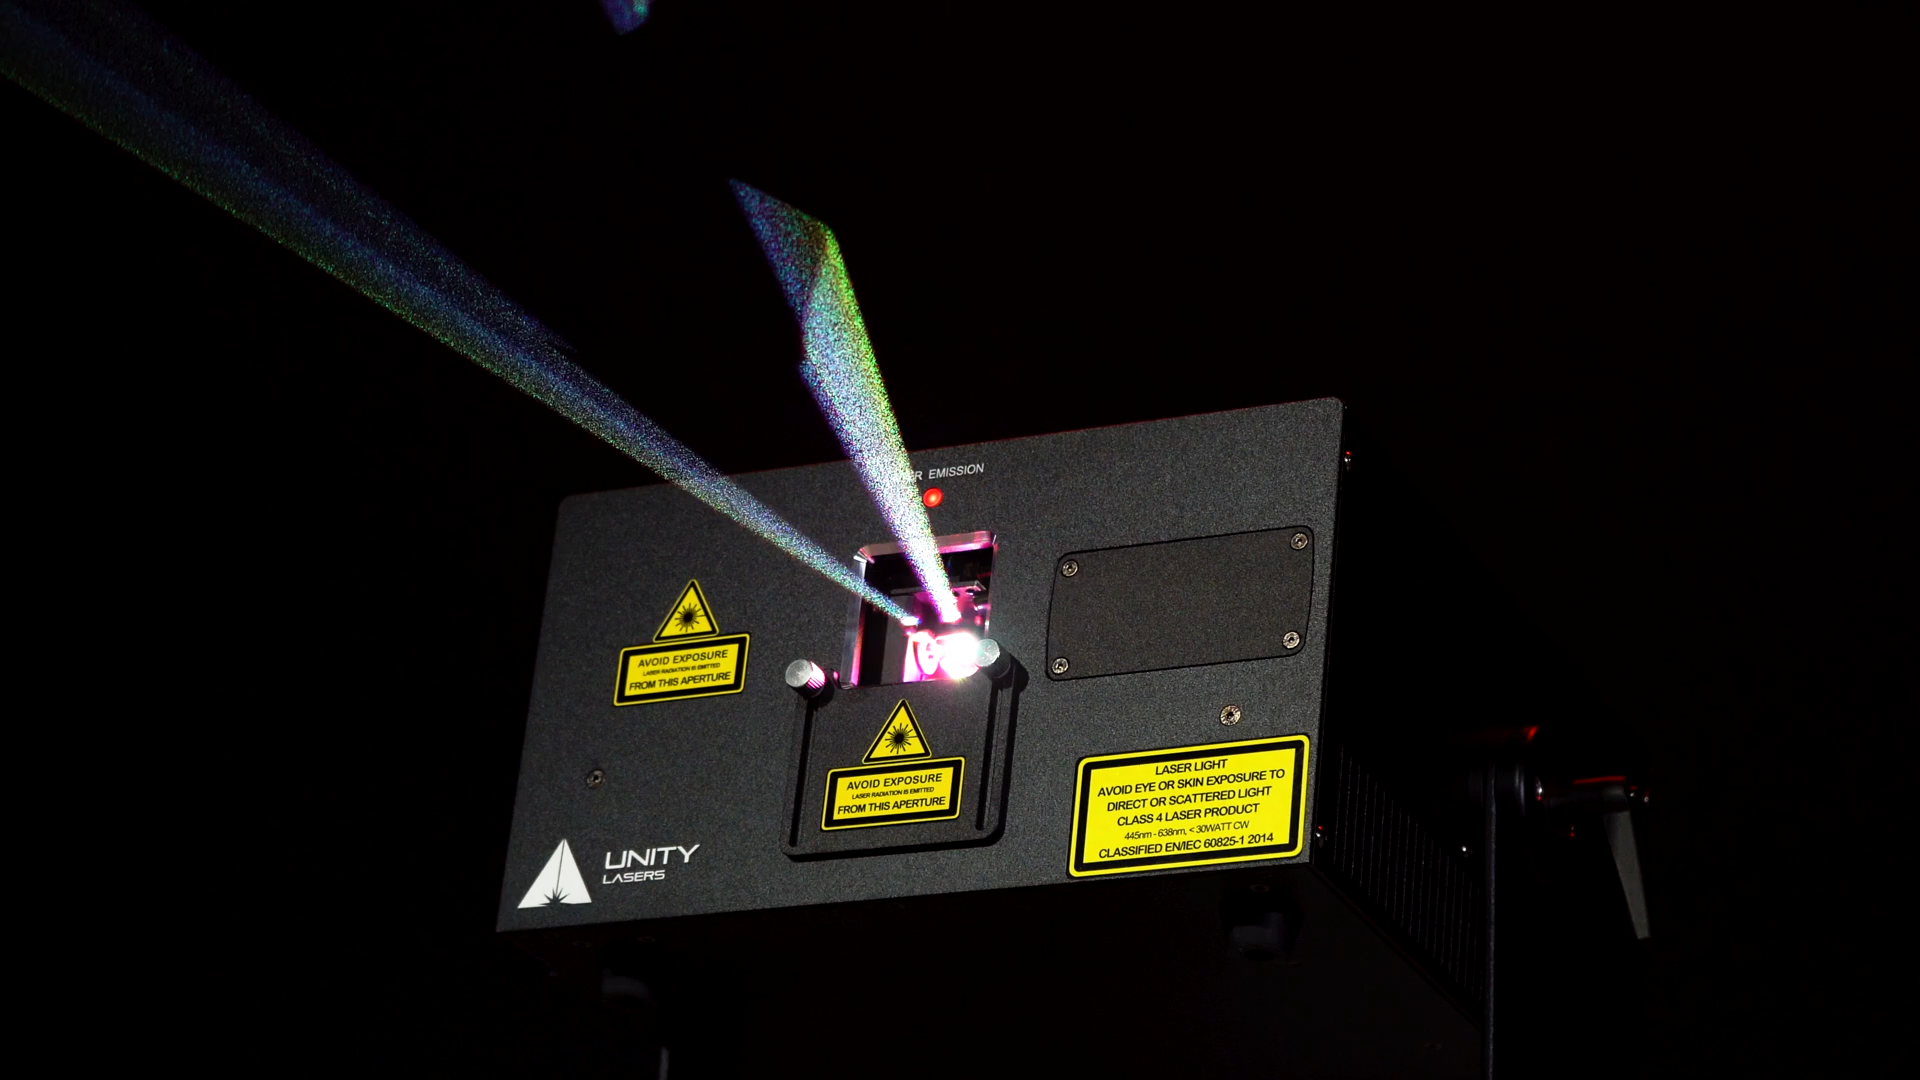 EMISSION
AVOID EXPOSURE
LASER RADIATION IS EMITTED
FROM THIS APERTURE
AVOID EXPOSURE
LASER RADIATION IS EMITTED
FROM THIS APERTURE
LASER LIGHT
AVOID EYE OR SKIN EXPOSURE TO
DIRECT OR SCATTERED LIGHT
CLASS 4 LASER PRODUCT
445nm - 638nm, < 30WATT CW
CLASSIFIED EN/IEC 60825-1 2014
UNITY
LASERS